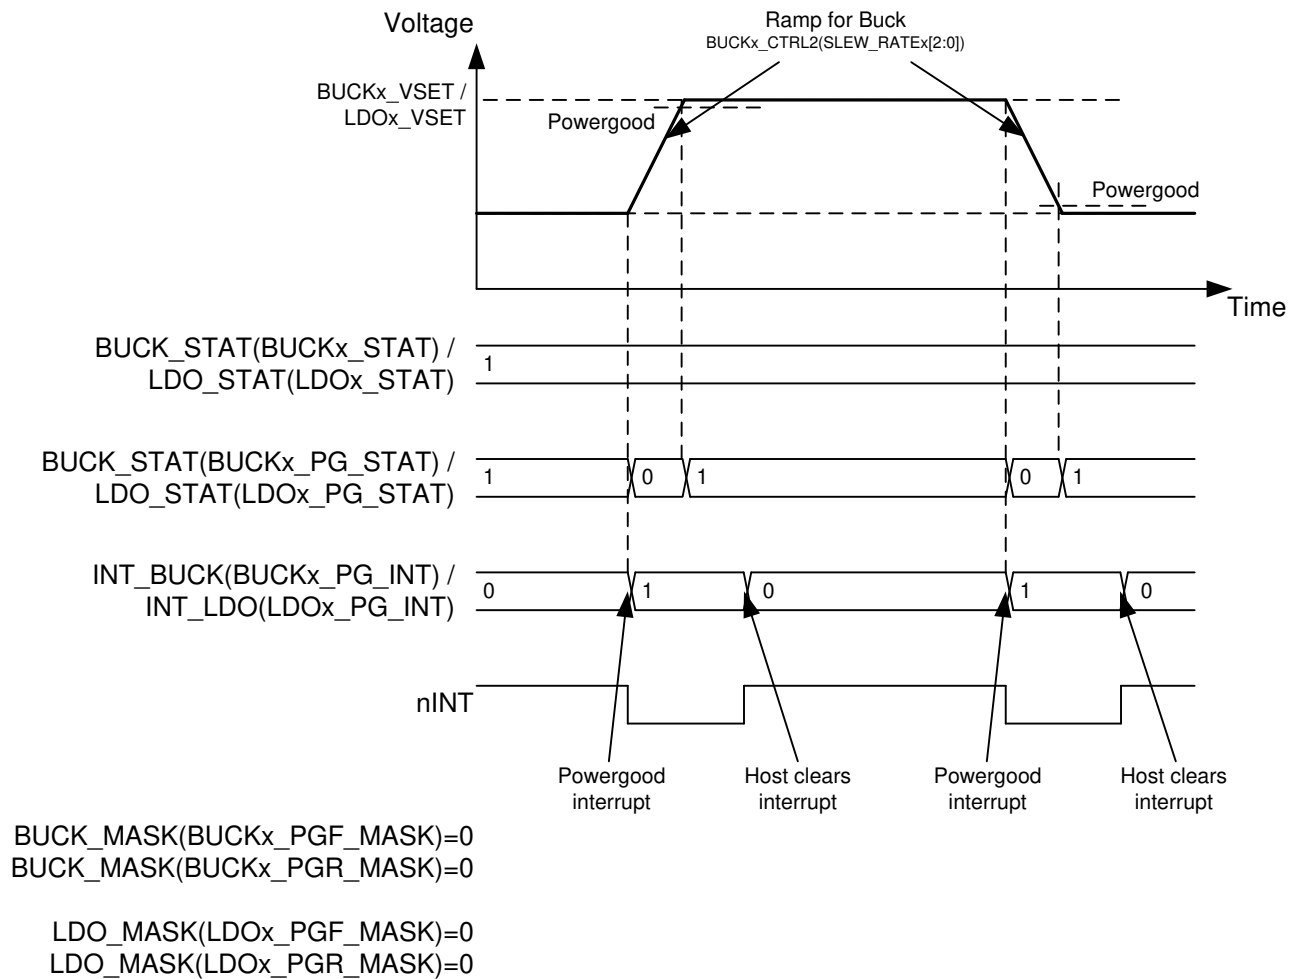 Voltage
Ramp for Buck
BUCKx_CTRL2(SLEW_RATEx[2:0])
BUCKx_VSET /
LDOx_VSET
Powergood
Powergood
Time
BUCK_STAT(BUCKx_STAT) /
LDO_STAT(LDOx_STAT)
1
BUCK_STAT(BUCKx_PG_STAT) /
LDO_STAT(LDOx_PG_STAT)
1 0 1 0 1
INT_BUCK(BUCKx_PG_INT) /
INT_LDO(LDOx_PG_INT)
0 1 0 1 0
nINT
Powergood
interrupt
Host clears
interrupt
Powergood
interrupt
Host clears
interrupt
BUCK_MASK(BUCKx_PGF_MASK)=0
BUCK_MASK(BUCKx_PGR_MASK)=0
LDO_MASK(LDOx_PGF_MASK)=0
LDO_MASK(LDOx_PGR_MASK)=0